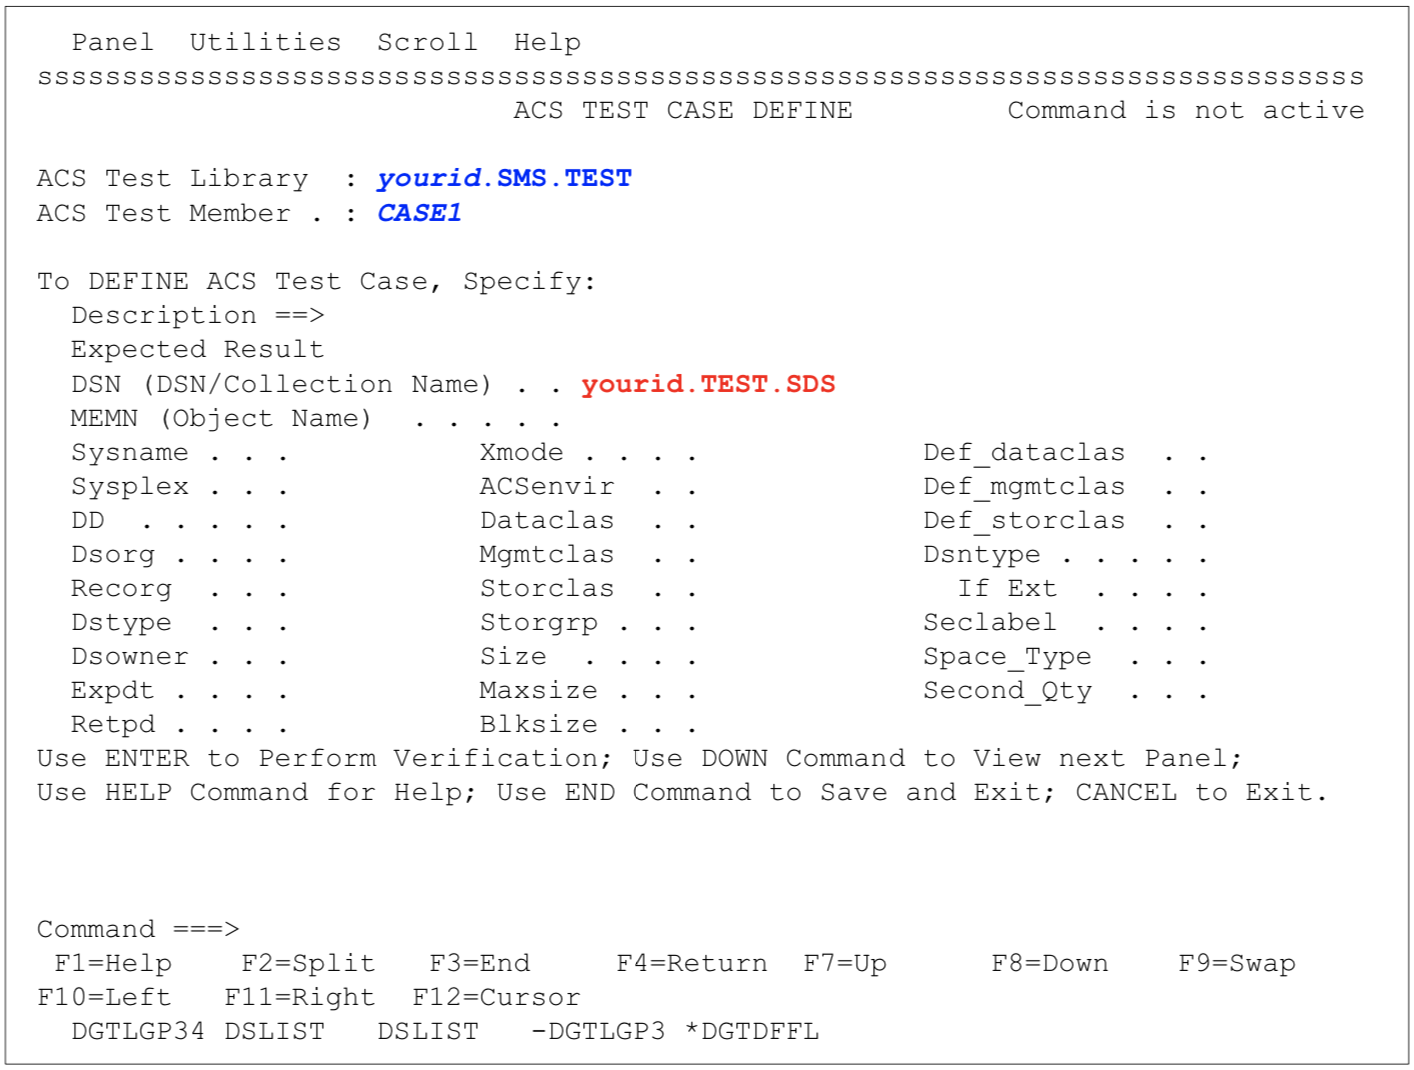 Panel  Utilities  Scroll  Help
sssssssssssssssssssssssssssssssssssssssssssssssssssssssssssssssssssssssssssssss
ACS TEST CASE DEFINE         Command is not active
ACS Test Library  : yourid.SMS.TEST
ACS Test Member . : CASE1
To DEFINE ACS Test Case, Specify:
Description ==>
Expected Result
DSN (DSN/Collection Name) . . yourid.TEST.SDS
MEMN (Object Name)  . . . . .
Sysname . . .           Xmode . . . .             Def_dataclas  . .
Sysplex . . .           ACSenvir  . .             Def_mgmtclas  . .
DD  . . . . .           Dataclas  . .             Def_storclas  . .
Dsorg . . . .           Mgmtclas  . .             Dsntype . . . . .
Recorg  . . .           Storclas  . .               If Ext  . . . .
Dstype  . . .           Storgrp . . .             Seclabel  . . . .
Dsowner . . .           Size  . . . .             Space_Type  . . .
Expdt . . . .           Maxsize . . .             Second_Qty  . . .
Retpd . . . .           Blksize . . .
Use ENTER to Perform Verification; Use DOWN Command to View next Panel;
Use HELP Command for Help; Use END Command to Save and Exit; CANCEL to Exit.
Command ===>
F1=Help    F2=Split   F3=End     F4=Return  F7=Up      F8=Down    F9=Swap
F10=Left   F11=Right  F12=Cursor
DGTLGP34 DSLIST   DSLIST   -DGTLGP3 *DGTDFFL